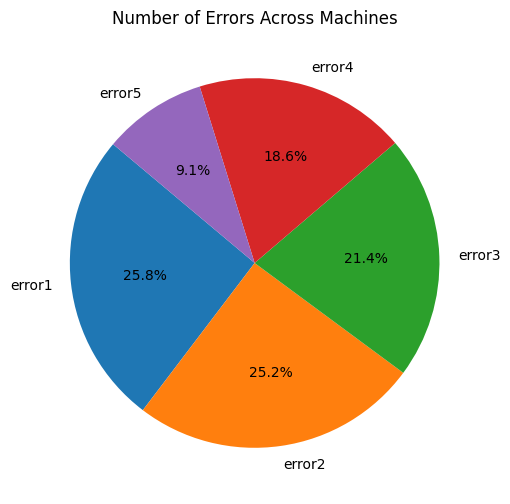 Number of Errors Across Machines
error4
error5
18.6%
9.1%
21.4%
error3
25.8%
error1
25.2%
error2